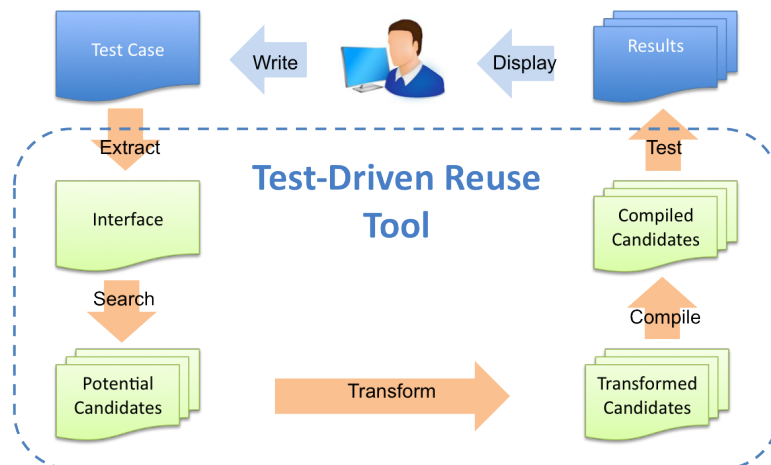 Test Case
Write
Display
Results
Extract
Test
Test-Driven Reuse
Tool
Interface
Compiled
Candidates
Search
Compile
Potential
Candidates
Transform
Transformed
Candidates